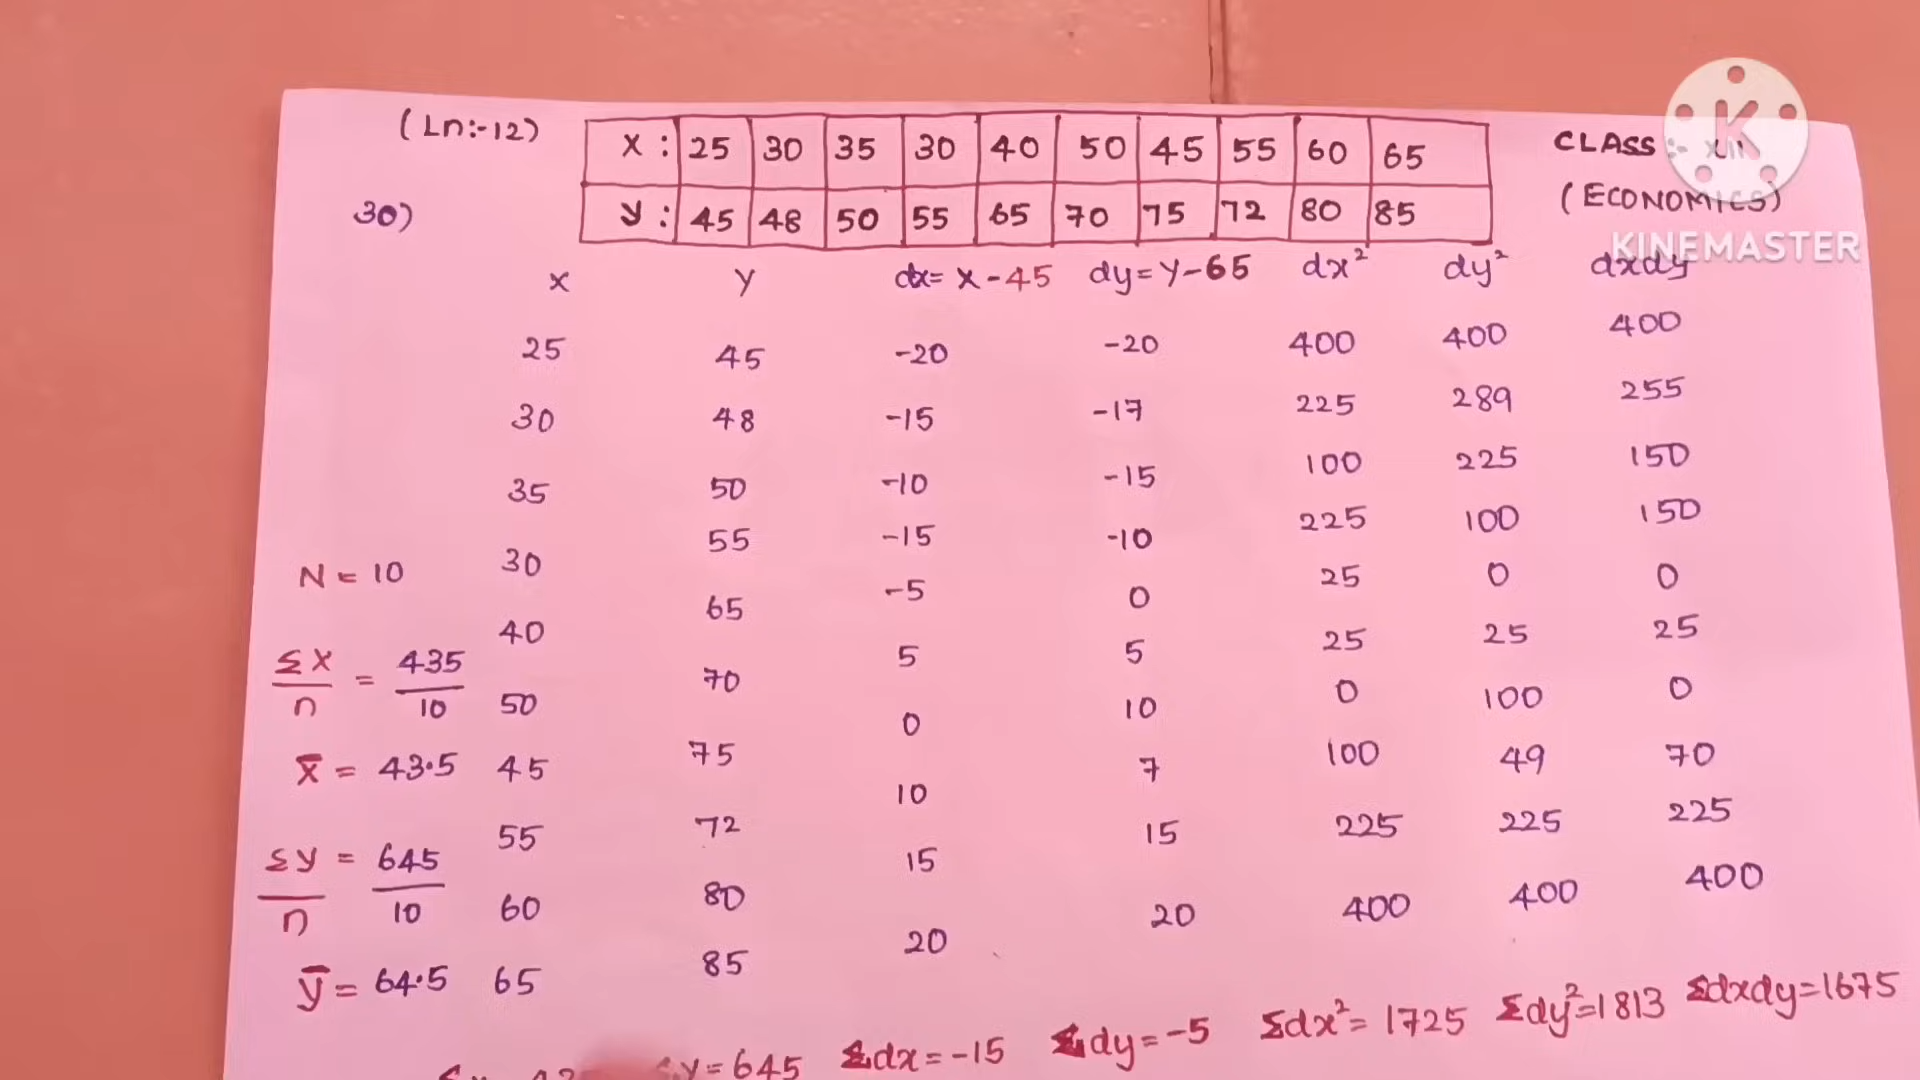 (Ln:-12)
X : 25 30 35 30 40 50 45 55 60 65
CLASS :- XII
30)
y : 45 48 50 55 65 70 75 72 80 85
(ECONOMICS)
KINEMASTER
x y dx= x-45 dy=y-65 dx² dy² dxdy
25 45 -20 -20 400 400 400
30 48 -15 -17 225 289 255
35 50 -10 -15 100 225 150
N = 10 30 55 -15 -10 225 100 150
40 65 -5 0 25 0 0
Σx/n = 435/10 50 70 5 5 25 25 25
x̄ = 43.5 45 75 0 10 0 100 0
55 72 10 7 100 49 70
Σy/n = 645/10 60 80 15 15 225 225 225
ȳ = 64.5 65 85 20 20 400 400 400
Σy=645 Σdx=-15 Σdy=-5 Σdx²= 1725 Σdy²=1813 Σdxdy=1675